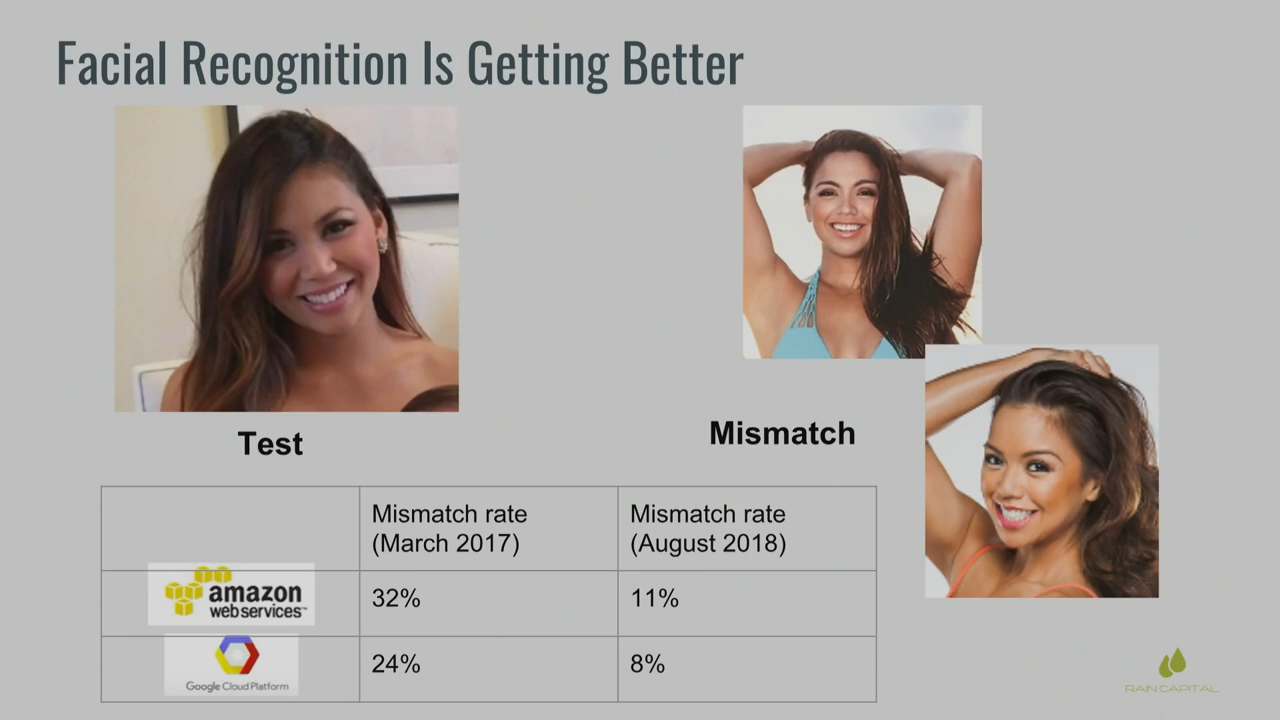 Facial Recognition Is Getting Better
Test
Mismatch
Mismatch rate
(March 2017)
Mismatch rate
(August 2018)
amazon
webservices™
32%
11%
Google Cloud Platform
24%
8%
RAIN CAPITAL